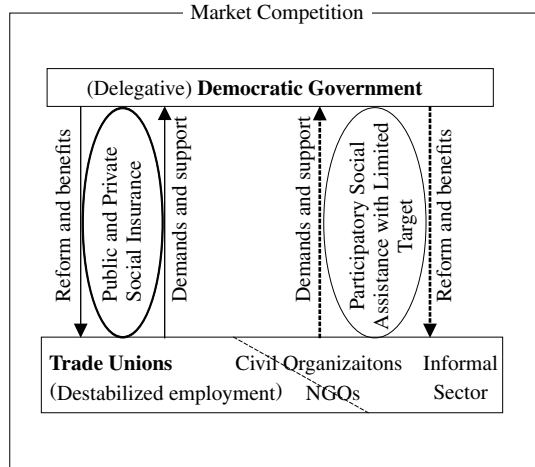 Market Competition
(Delegative) Democratic Government
Reform and benefits
Public and Private
Social Insurance
Demands and support
Demands and support
Participatory Social
Assistance with Limited
Target
Reform and benefits
Trade Unions
(Destabilized employment)
Civil Organizaitons
NGOs
Informal
Sector